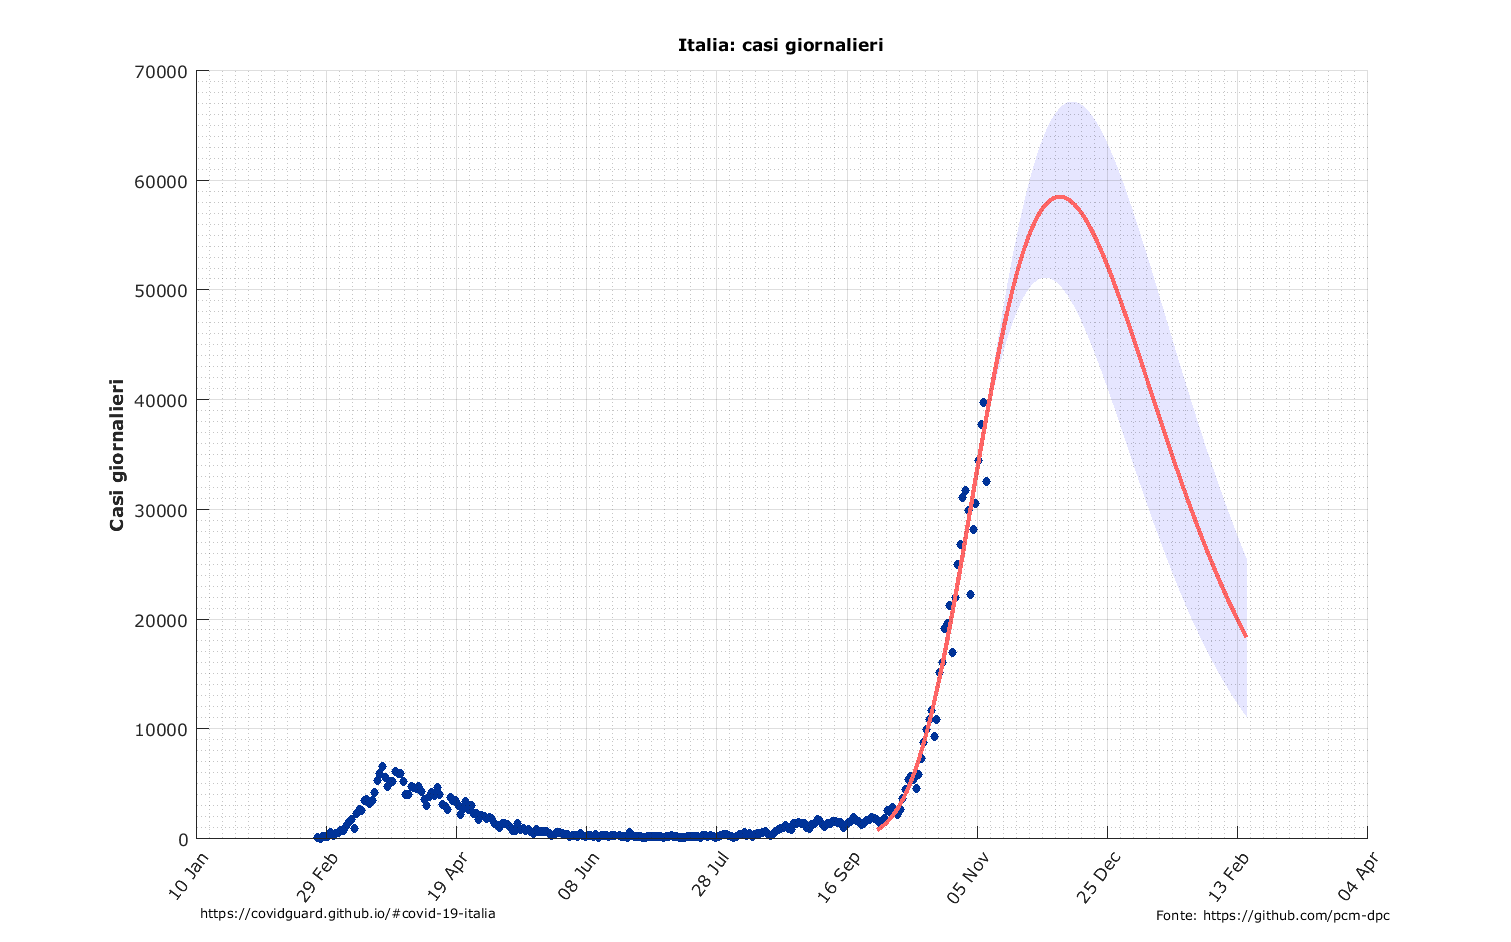 Italia: casi giornalieri
70000
60000
50000
40000
30000
20000
10000
0
Casi giornalieri
10 Jan
29 Feb
19 Apr
08 Jun
28 Jul
16 Sep
05 Nov
25 Dec
13 Feb
04 Apr
https://covidguard.github.io/#covid-19-italia
Fonte: https://github.com/pcm-dpc